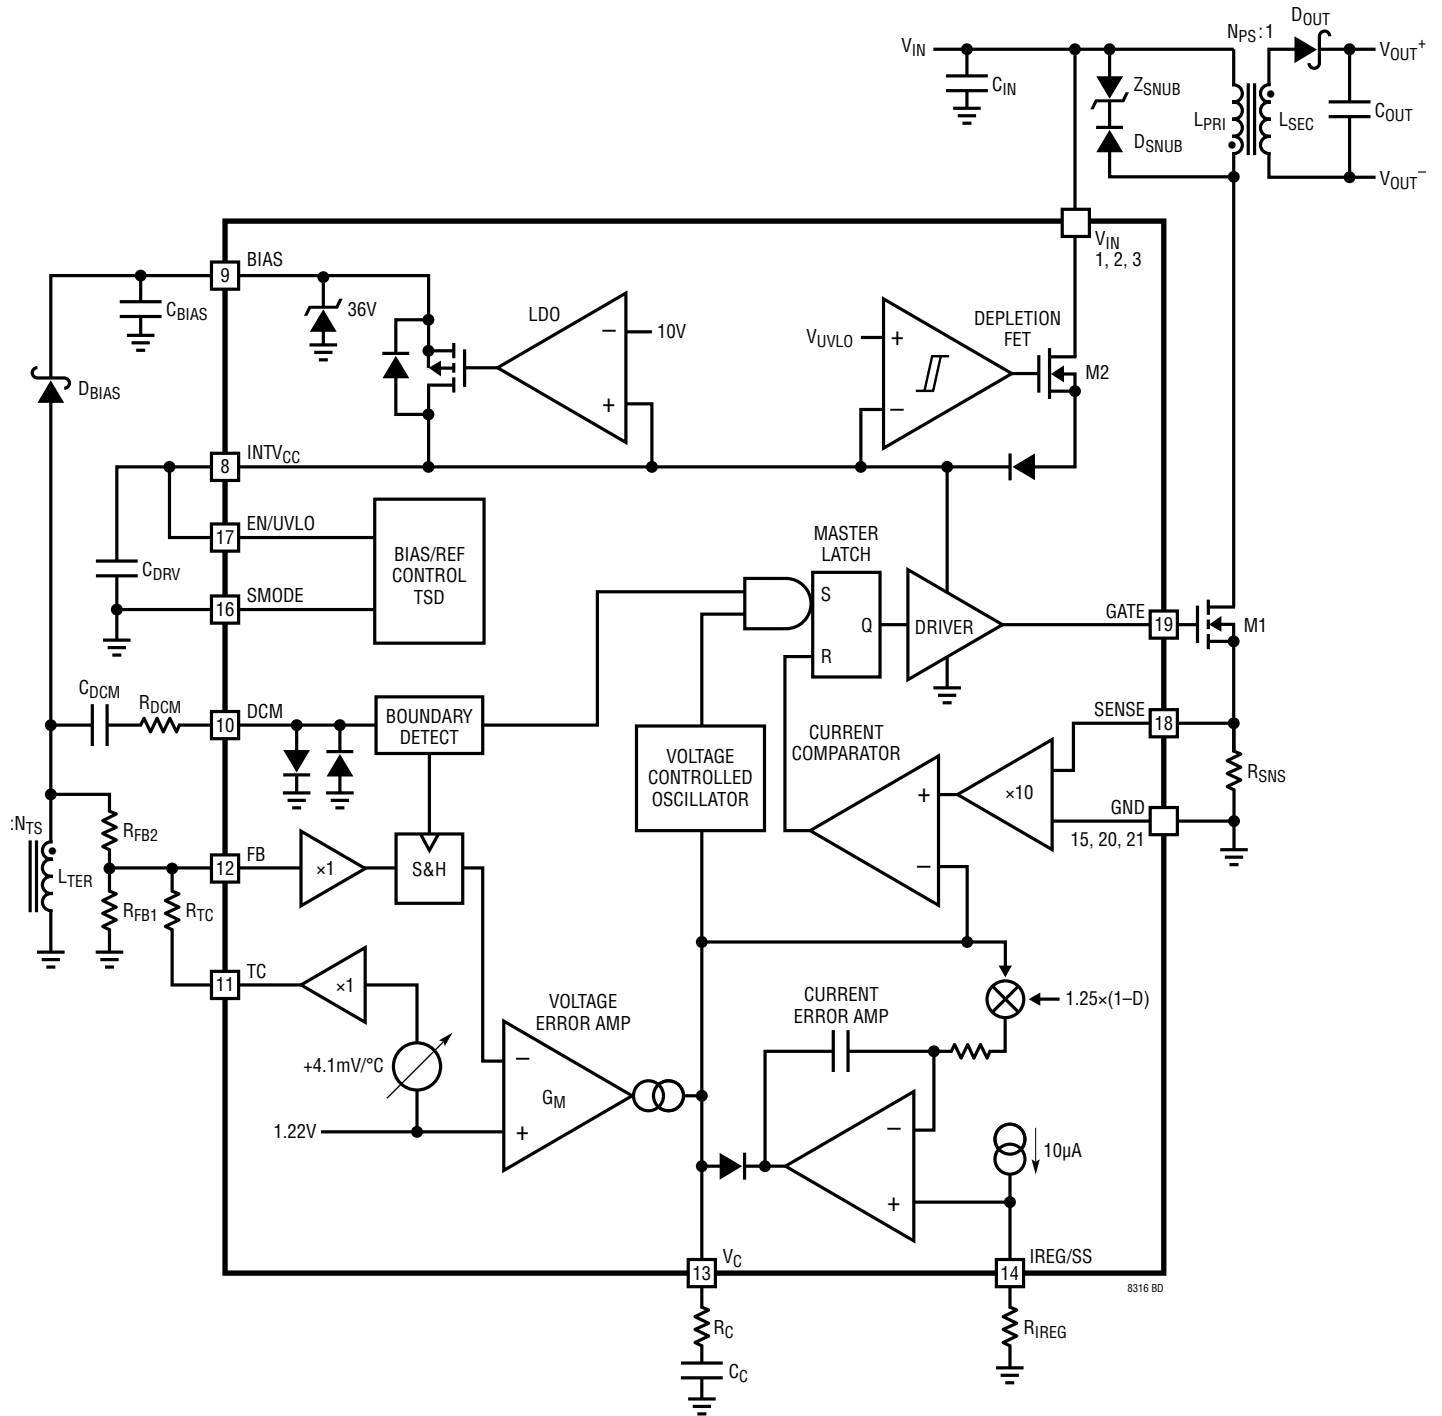 N_PS:1
D_OUT
V_IN
V_OUT⁺
C_IN
Z_SNUB
L_PRI
L_SEC
C_OUT
D_SNUB
V_OUT⁻
V_IN
1, 2, 3
9
BIAS
C_BIAS
36V
LDO
−
10V
+
V_UVLO
+
−
DEPLETION
FET
M2
D_BIAS
8
INTV_CC
17
EN/UVLO
C_DRV
16
SMODE
BIAS/REF
CONTROL
TSD
MASTER
LATCH
S
Q
R
DRIVER
GATE
19
M1
C_DCM
R_DCM
10
DCM
BOUNDARY
DETECT
VOLTAGE
CONTROLLED
OSCILLATOR
CURRENT
COMPARATOR
+
−
×10
SENSE
18
R_SNS
GND
15, 20, 21
:N_TS
R_FB2
L_TER
R_FB1
R_TC
12
FB
×1
S&H
11
TC
×1
+4.1mV/°C
1.22V
VOLTAGE
ERROR AMP
−
G_M
+
CURRENT
ERROR AMP
1.25×(1–D)
−
+
10µA
13
V_C
14
IREG/SS
8316 BD
R_C
C_C
R_IREG